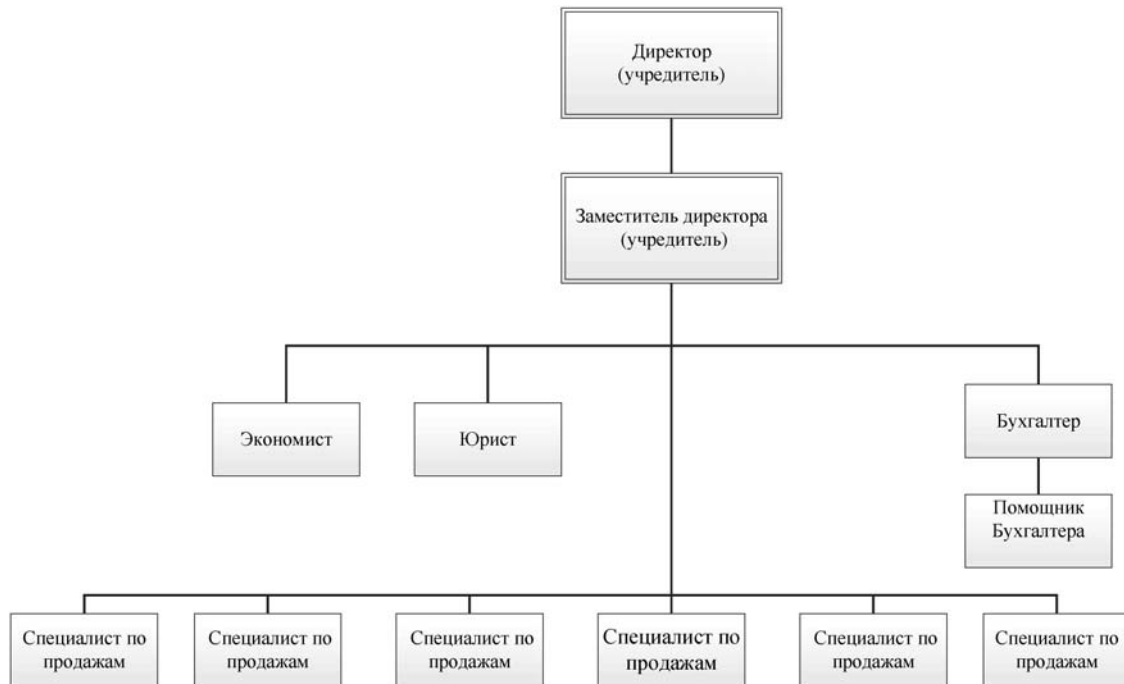 Директор
(учредитель)
Заместитель директора
(учредитель)
Экономист
Юрист
Бухгалтер
Помощник
Бухгалтера
Специалист по
продажам
Специалист по
продажам
Специалист по
продажам
Специалист по
продажам
Специалист по
продажам
Специалист по
продажам